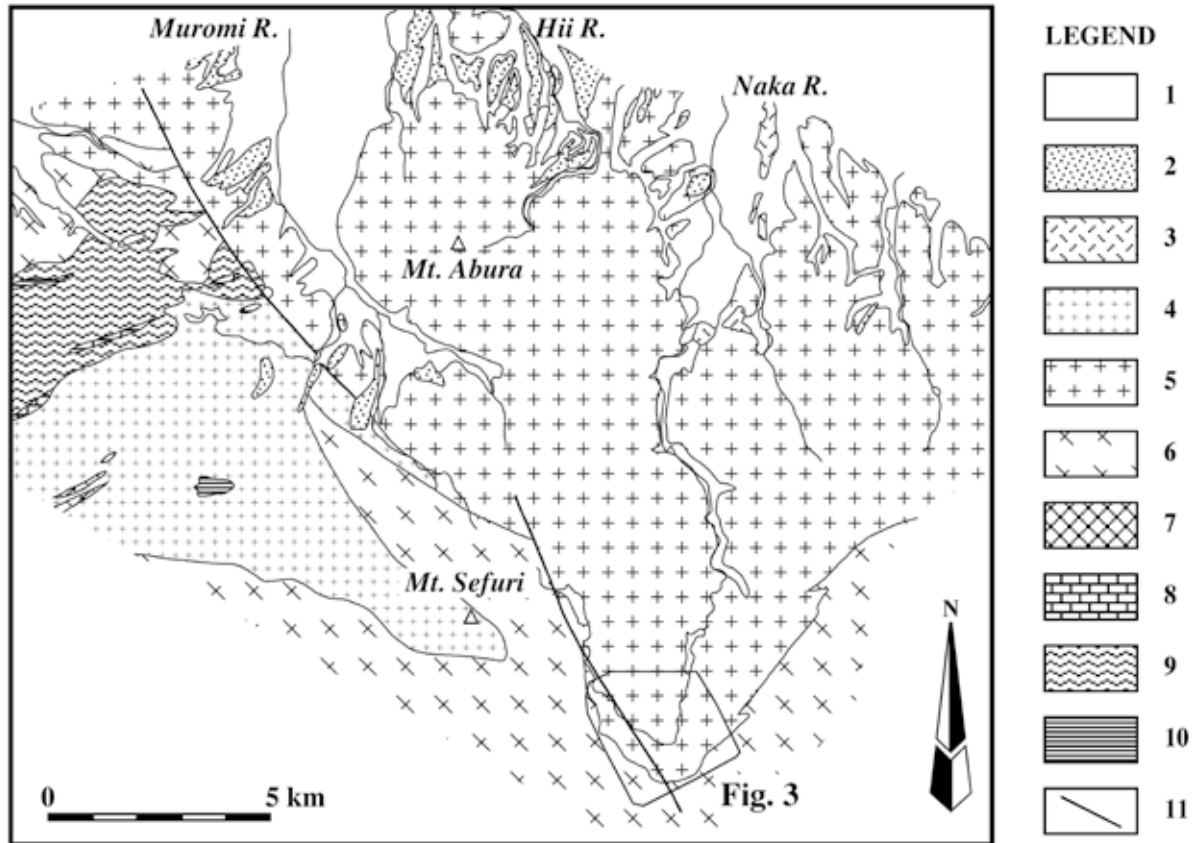 Muromi R.
Hii R.
Naka R.
Mt. Abura
Mt. Sefuri
N
0 5 km
Fig. 3
LEGEND
1
2
3
4
5
6
7
8
9
10
11